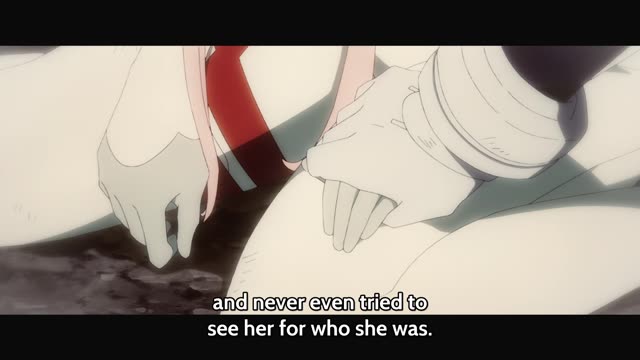 and never even tried to
see her for who she was.